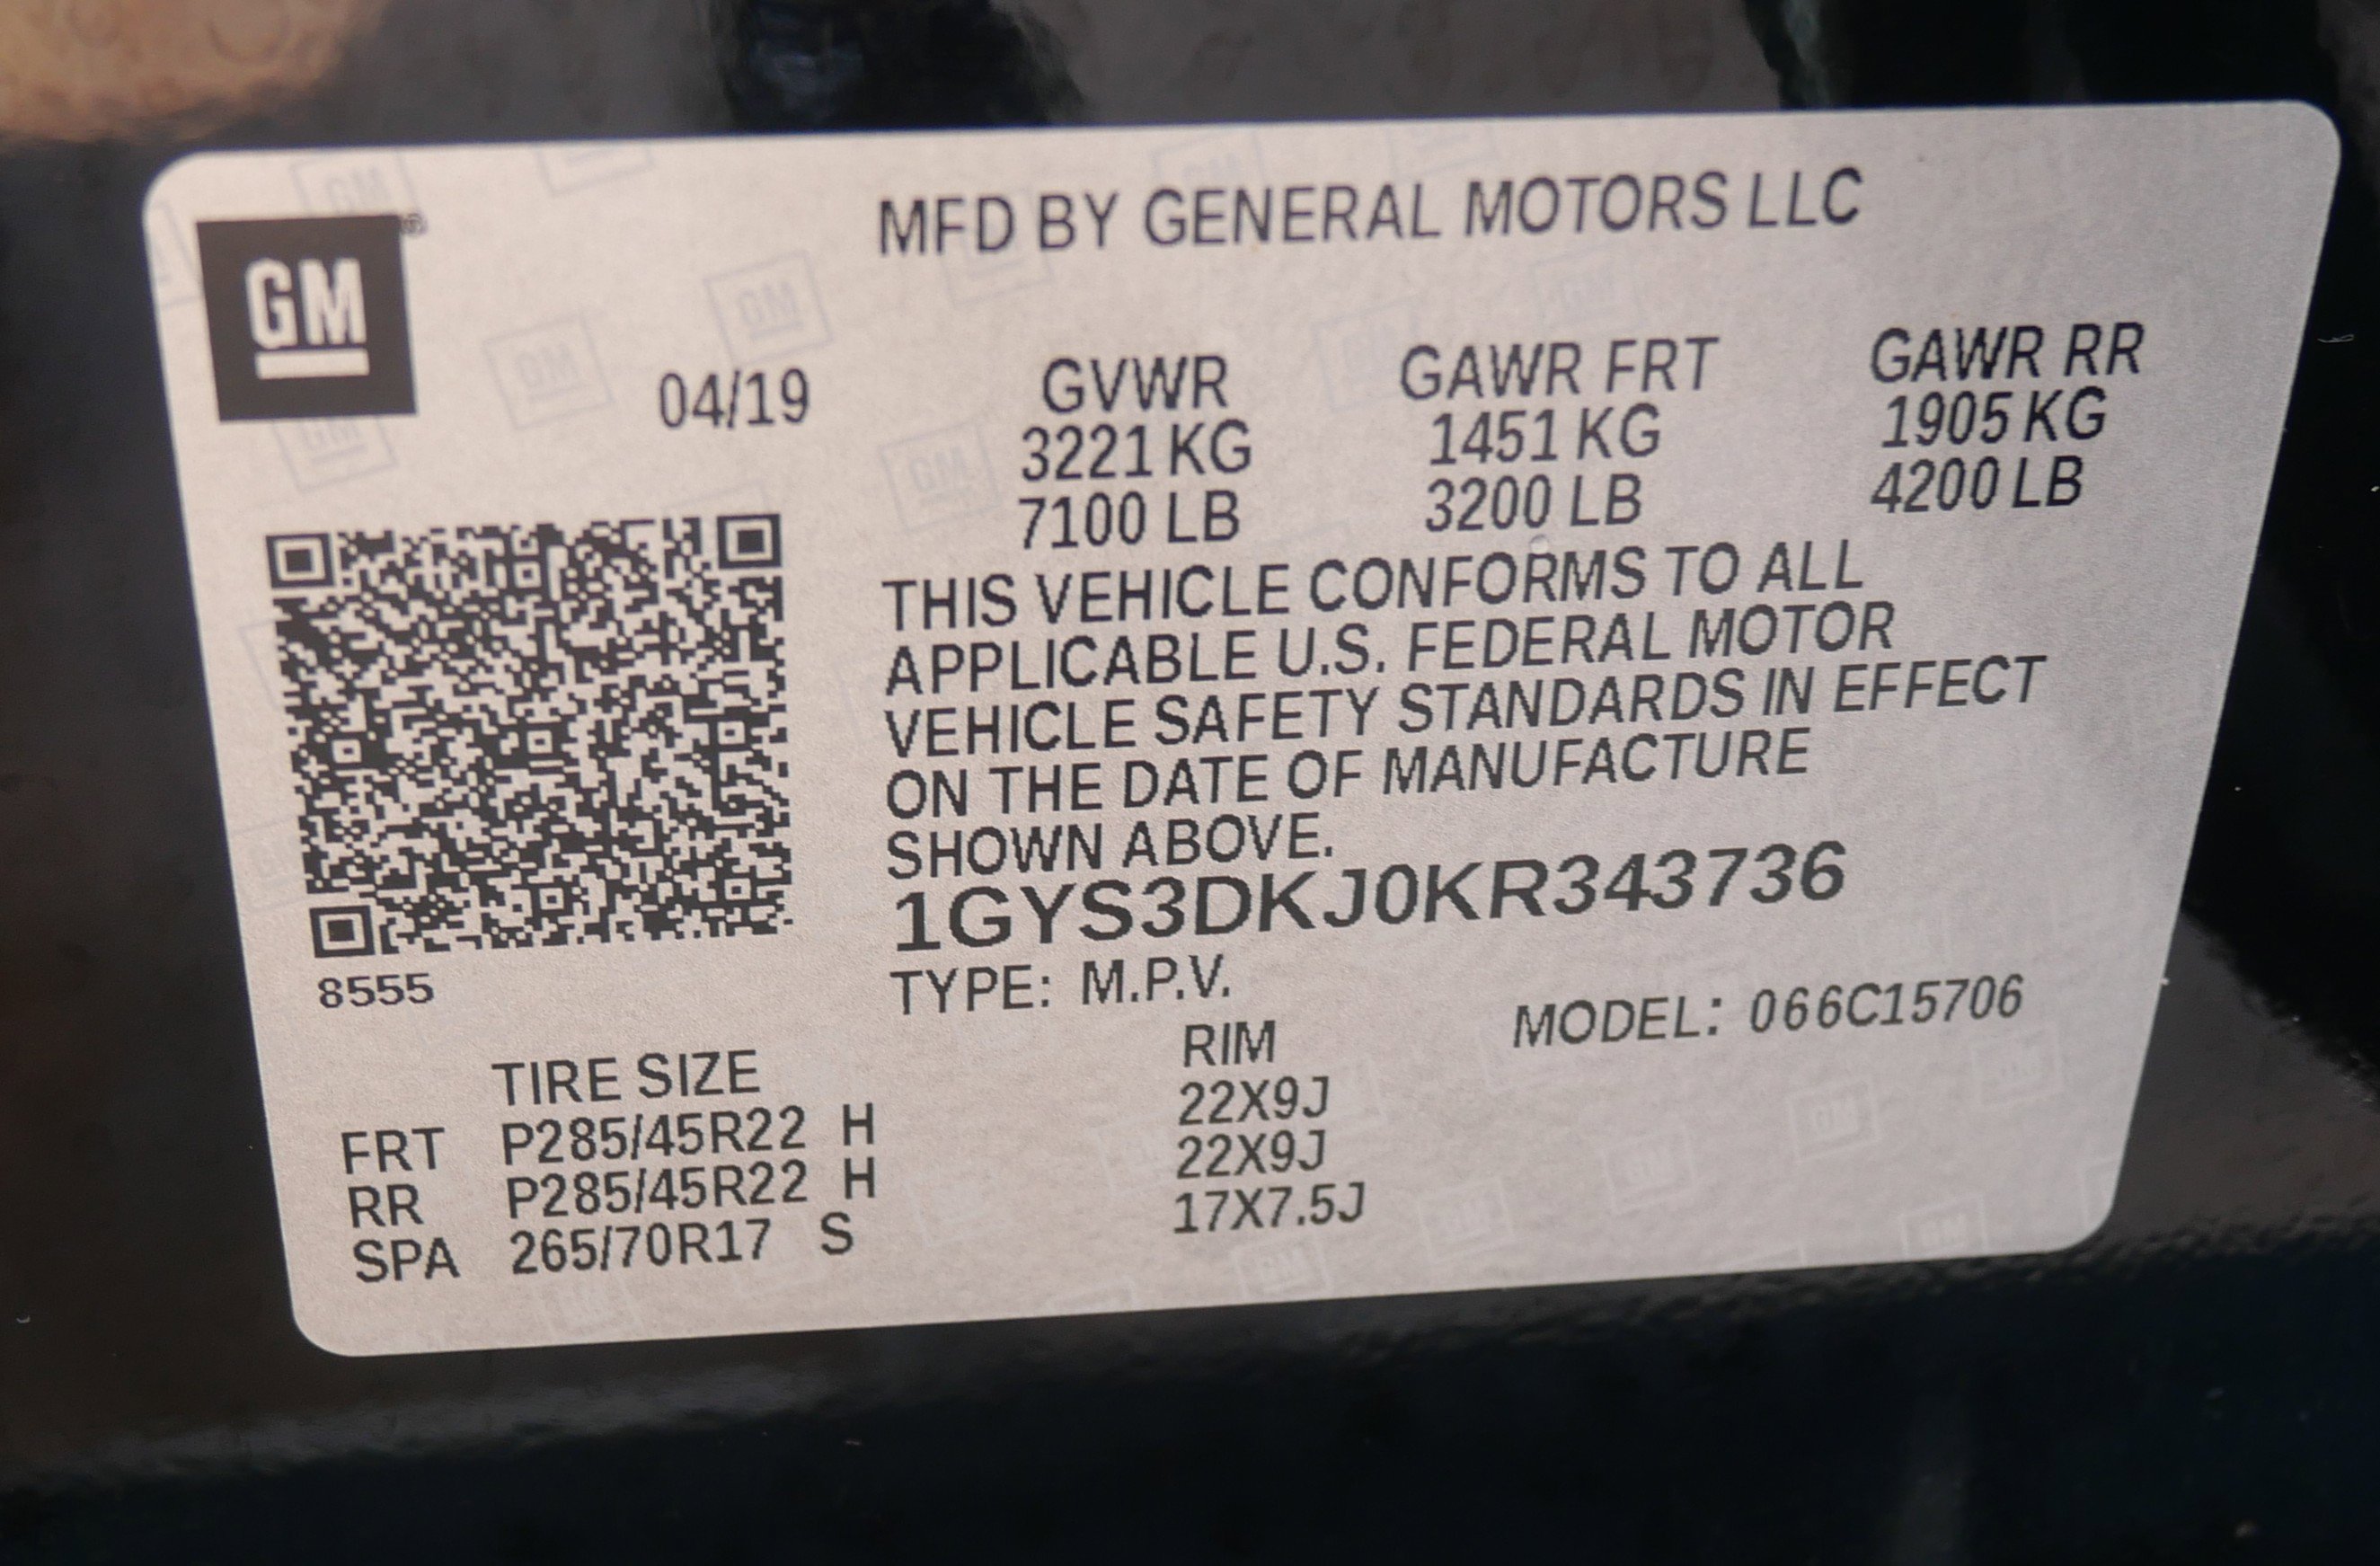 GM
MFD BY GENERAL MOTORS LLC
04/19
GVWR GAWR FRT GAWR RR
3221 KG 1451 KG 1905 KG
7100 LB 3200 LB 4200 LB
THIS VEHICLE CONFORMS TO ALL
APPLICABLE U.S. FEDERAL MOTOR
VEHICLE SAFETY STANDARDS IN EFFECT
ON THE DATE OF MANUFACTURE
SHOWN ABOVE.
1GYS3DKJ0KR343736
8555
TYPE: M.P.V.
MODEL: 066C15706
TIRE SIZE RIM
FRT P285/45R22 H 22X9J
RR P285/45R22 H 22X9J
SPA 265/70R17 S 17X7.5J